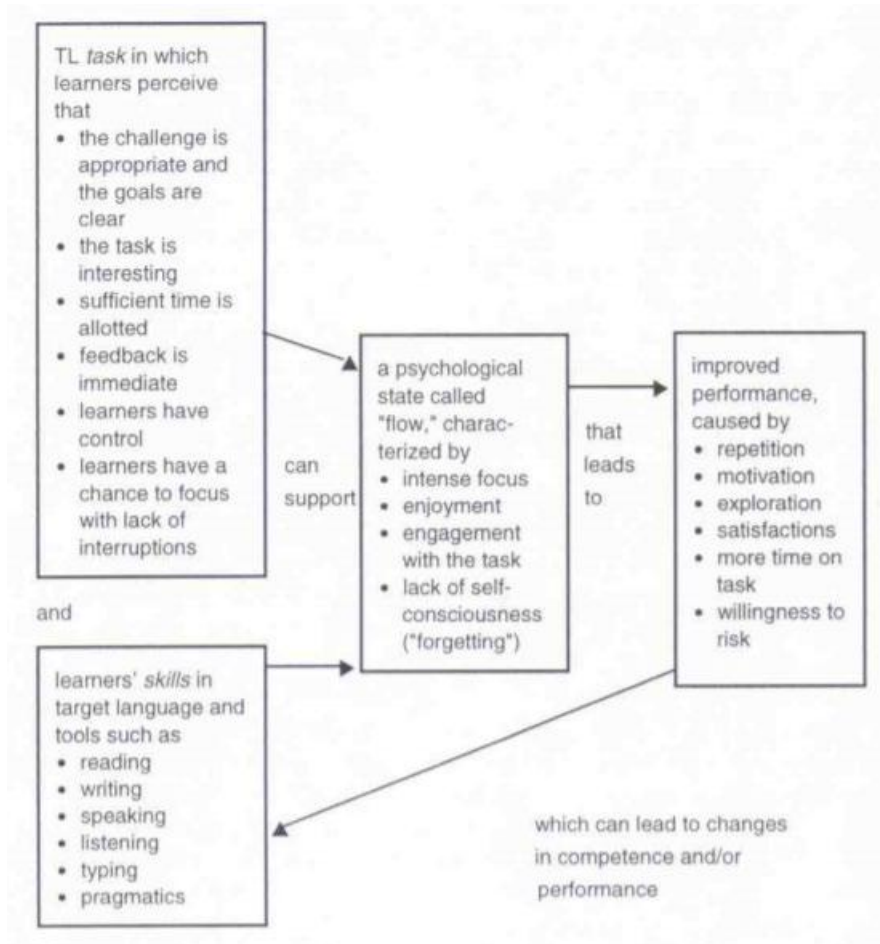 TL task in which
learners perceive
that
• the challenge is
appropriate and
the goals are
clear
• the task is
interesting
• sufficient time is
allotted
• feedback is
immediate
• learners have
control
• learners have a
chance to focus
with lack of
interruptions
and
learners' skills in
target language and
tools such as
• reading
• writing
• speaking
• listening
• typing
• pragmatics
can
support
a psychological
state called
"flow," charac-
terized by
• intense focus
• enjoyment
• engagement
with the task
• lack of self-
consciousness
("forgetting")
that
leads
to
improved
performance,
caused by
• repetition
• motivation
• exploration
• satisfactions
• more time on
task
• willingness to
risk
which can lead to changes
in competence and/or
performance